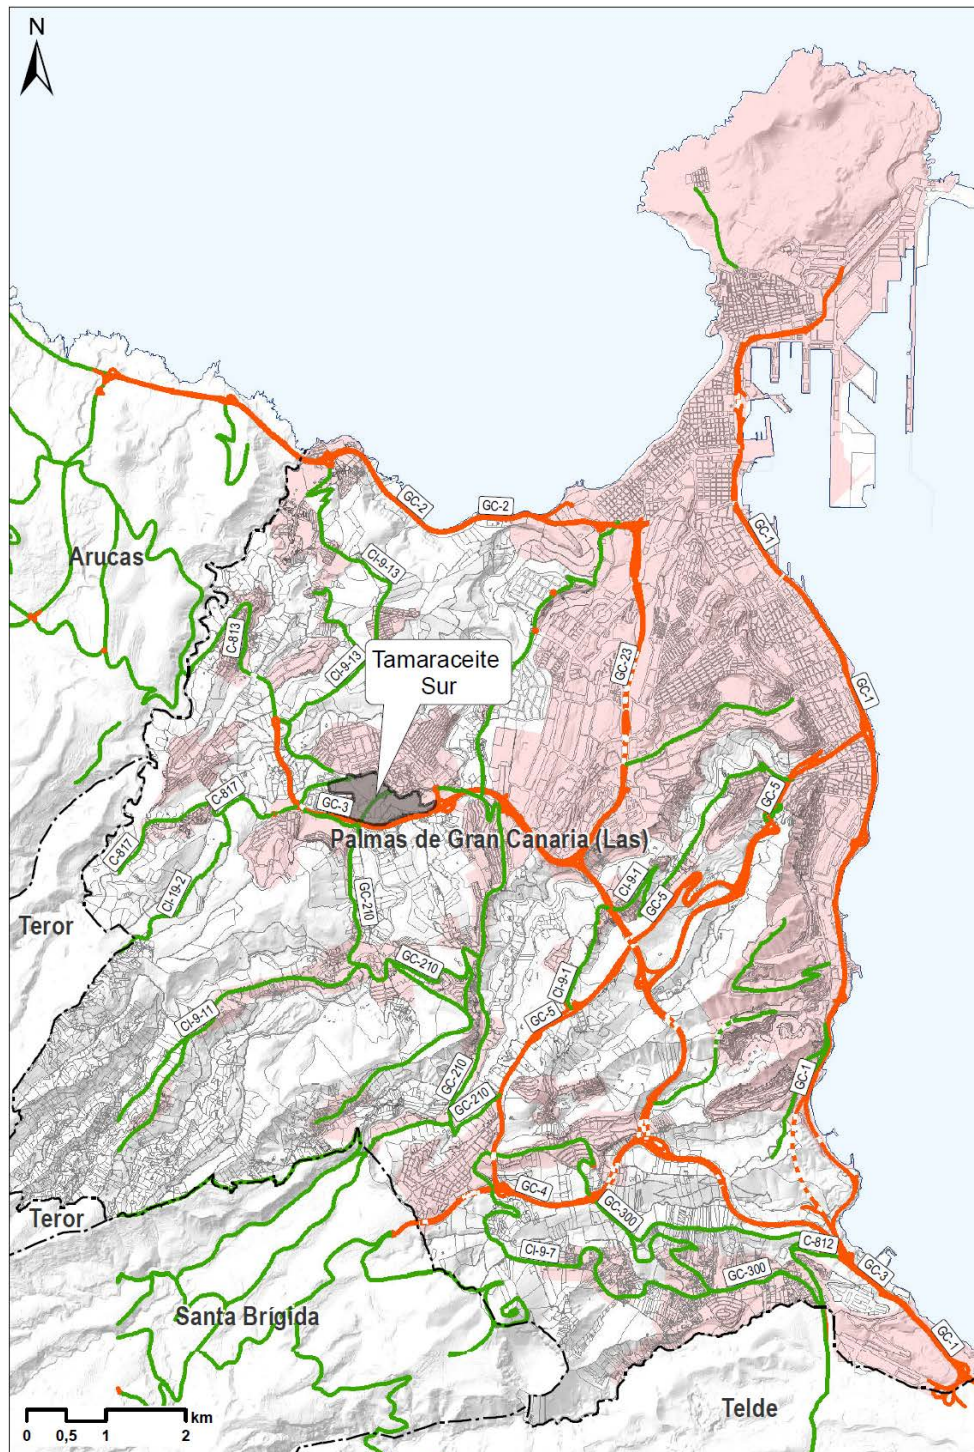 N
GC-2
GC-2
GC-1
Arucas
CI-9-13
C-813
CI-9-13
GC-23
Tamaraceite
Sur
GC-1
C-817
GC-3
GC-5
C-817
Palmas de Gran Canaria (Las)
CI-19-2
CI-9-1
GC-5
GC-210
Teror
GC-210
CI-9-1
GC-5
CI-9-11
GC-210
GC-1
GC-210
GC-4
Teror
GC-300
C-812
CI-9-7
GC-300
GC-3
Santa Brígida
GC-1
Telde
km
0 0,5 1 2